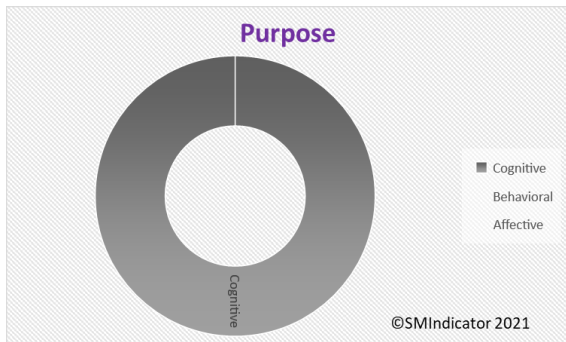 Purpose
Cognitive
Behavioral
Affective
Cognitive
©SMIndicator 2021